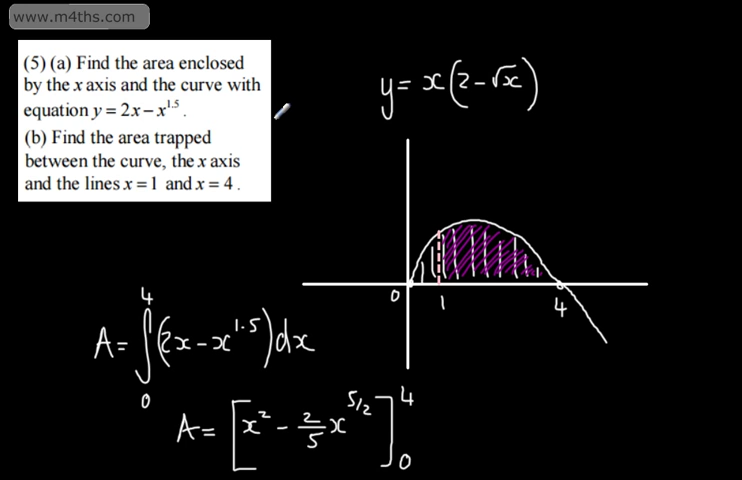 www.m4ths.com
(5) (a) Find the area enclosed
by the x axis and the curve with
equation y = 2x – x^1.5 .
(b) Find the area trapped
between the curve, the x axis
and the lines x = 1 and x = 4 .
y = x(2 - √x)
0 1 4
A = ∫₀⁴ (2x - x^1.5) dx
A = [x² - 2/5 x^5/2]₀⁴